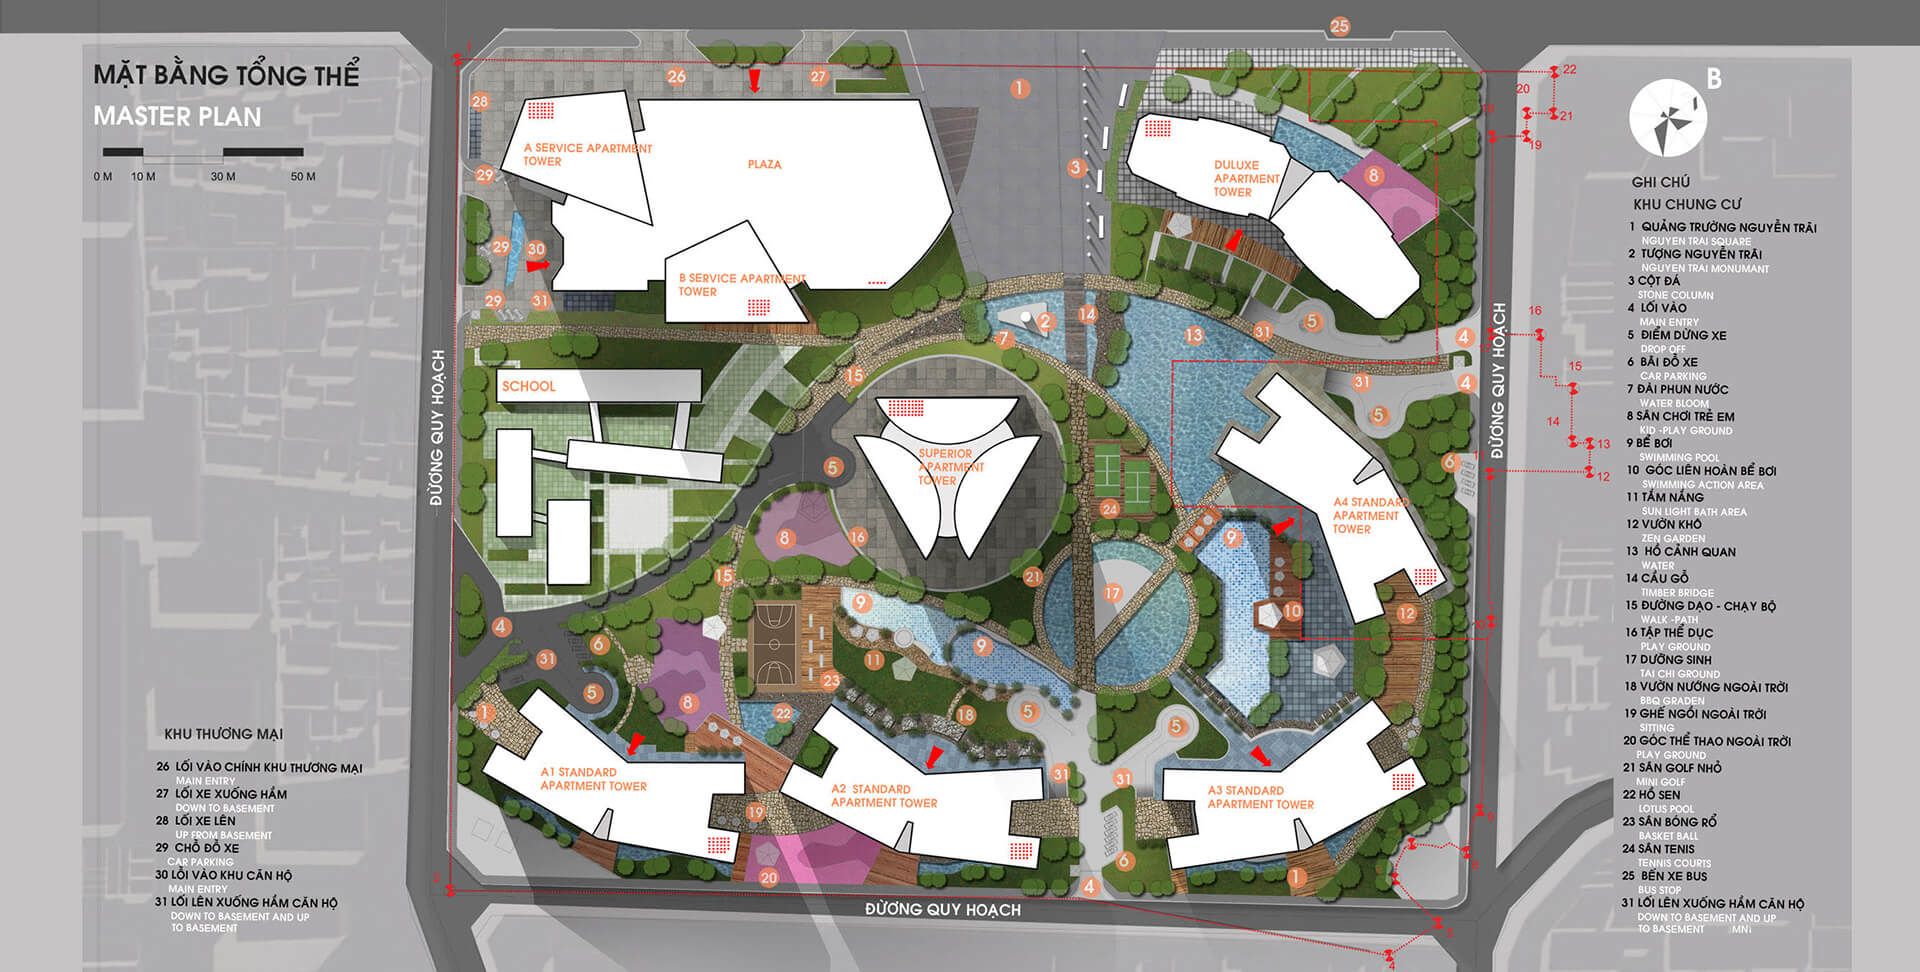 MẶT BẰNG TỔNG THỂ
MASTER PLAN
0 M 10 M 30 M 50 M
KHU THƯƠNG MẠI
26 LỐI VÀO CHÍNH KHU THƯƠNG MẠI
MAIN ENTRY
27 LỐI XE XUỐNG HẦM
DOWN TO BASEMENT
28 LỐI XE LÊN
UP FROM BASEMENT
29 CHỖ ĐỖ XE
CAR PARKING
30 LỐI VÀO KHU CĂN HỘ
MAIN ENTRY
31 LỐI LÊN XUỐNG HẦM CĂN HỘ
DOWN TO BASEMENT AND UP
TO BASEMENT
A SERVICE APARTMENT
TOWER
PLAZA
B SERVICE APARTMENT
TOWER
DULUXE
APARTMENT
TOWER
SCHOOL
SUPERIOR
APARTMENT
TOWER
A4 STANDARD
APARTMENT
TOWER
A1 STANDARD
APARTMENT TOWER
A2 STANDARD
APARTMENT TOWER
A3 STANDARD
APARTMENT TOWER
ĐƯỜNG QUY HOẠCH
ĐƯỜNG QUY HOẠCH
ĐƯỜNG QUY HOẠCH
B
GHI CHÚ
KHU CHUNG CƯ
1 QUẢNG TRƯỜNG NGUYỄN TRÃI
NGUYEN TRAI SQUARE
2 TƯỢNG NGUYỄN TRÃI
NGUYEN TRAI MONUMANT
3 CỘT ĐÁ
STONE COLUMN
4 LỐI VÀO
MAIN ENTRY
5 ĐIỂM DỪNG XE
DROP OFF
6 BÃI ĐỖ XE
CAR PARKING
7 ĐÀI PHUN NƯỚC
WATER BLOOM
8 SÂN CHƠI TRẺ EM
KID -PLAY GROUND
9 BỂ BƠI
SWIMMING POOL
10 GÓC LIÊN HOÀN BỂ BƠI
SWIMMING ACTION AREA
11 TẮM NẮNG
SUN LIGHT BATH AREA
12 VƯỜN KHÔ
ZEN GARDEN
13 HỒ CẢNH QUAN
WATER
14 CẦU GỖ
TIMBER BRIDGE
15 ĐƯỜNG DẠO - CHẠY BỘ
WALK -PATH
16 TẬP THỂ DỤC
PLAY GROUND
17 DƯỠNG SINH
TAI CHI GROUND
18 VƯỜN NƯỚNG NGOÀI TRỜI
BBQ GRADEN
19 GHẾ NGỒI NGOÀI TRỜI
SITTING
20 GÓC THỂ THAO NGOÀI TRỜI
PLAY GROUND
21 SÂN GOLF NHỎ
MINI GOLF
22 HỒ SEN
LOTUS POOL
23 SÂN BÓNG RỔ
BASKET BALL
24 SÂN TENIS
TENNIS COURTS
25 BẾN XE BUS
BUS STOP
31 LỐI LÊN XUỐNG HẦM CĂN HỘ
DOWN TO BASEMENT AND UP
TO BASEMENT